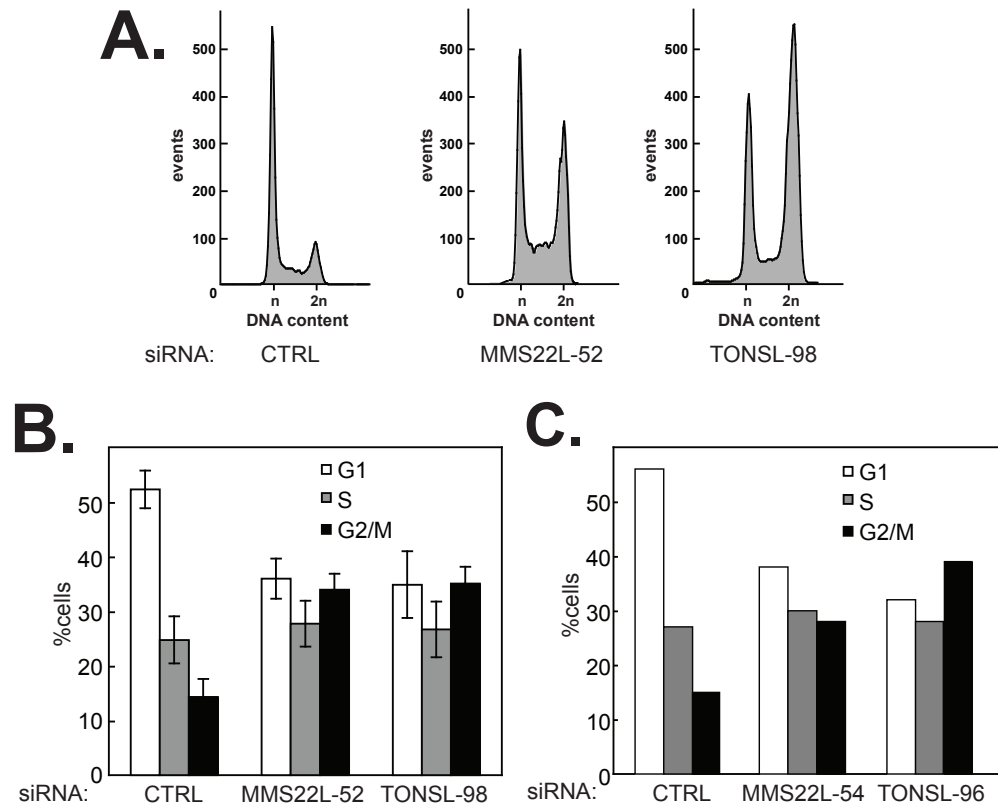 A.
500
400
300
200
100
0
events
n 2n
DNA content
500
400
300
200
100
0
events
n 2n
DNA content
500
400
300
200
100
0
events
n 2n
DNA content
siRNA: CTRL MMS22L-52 TONSL-98
B.
50
40
30
20
10
0
%cells
G1
S
G2/M
siRNA: CTRL MMS22L-52 TONSL-98
C.
50
40
30
20
10
0
%cells
G1
S
G2/M
siRNA: CTRL MMS22L-54 TONSL-96